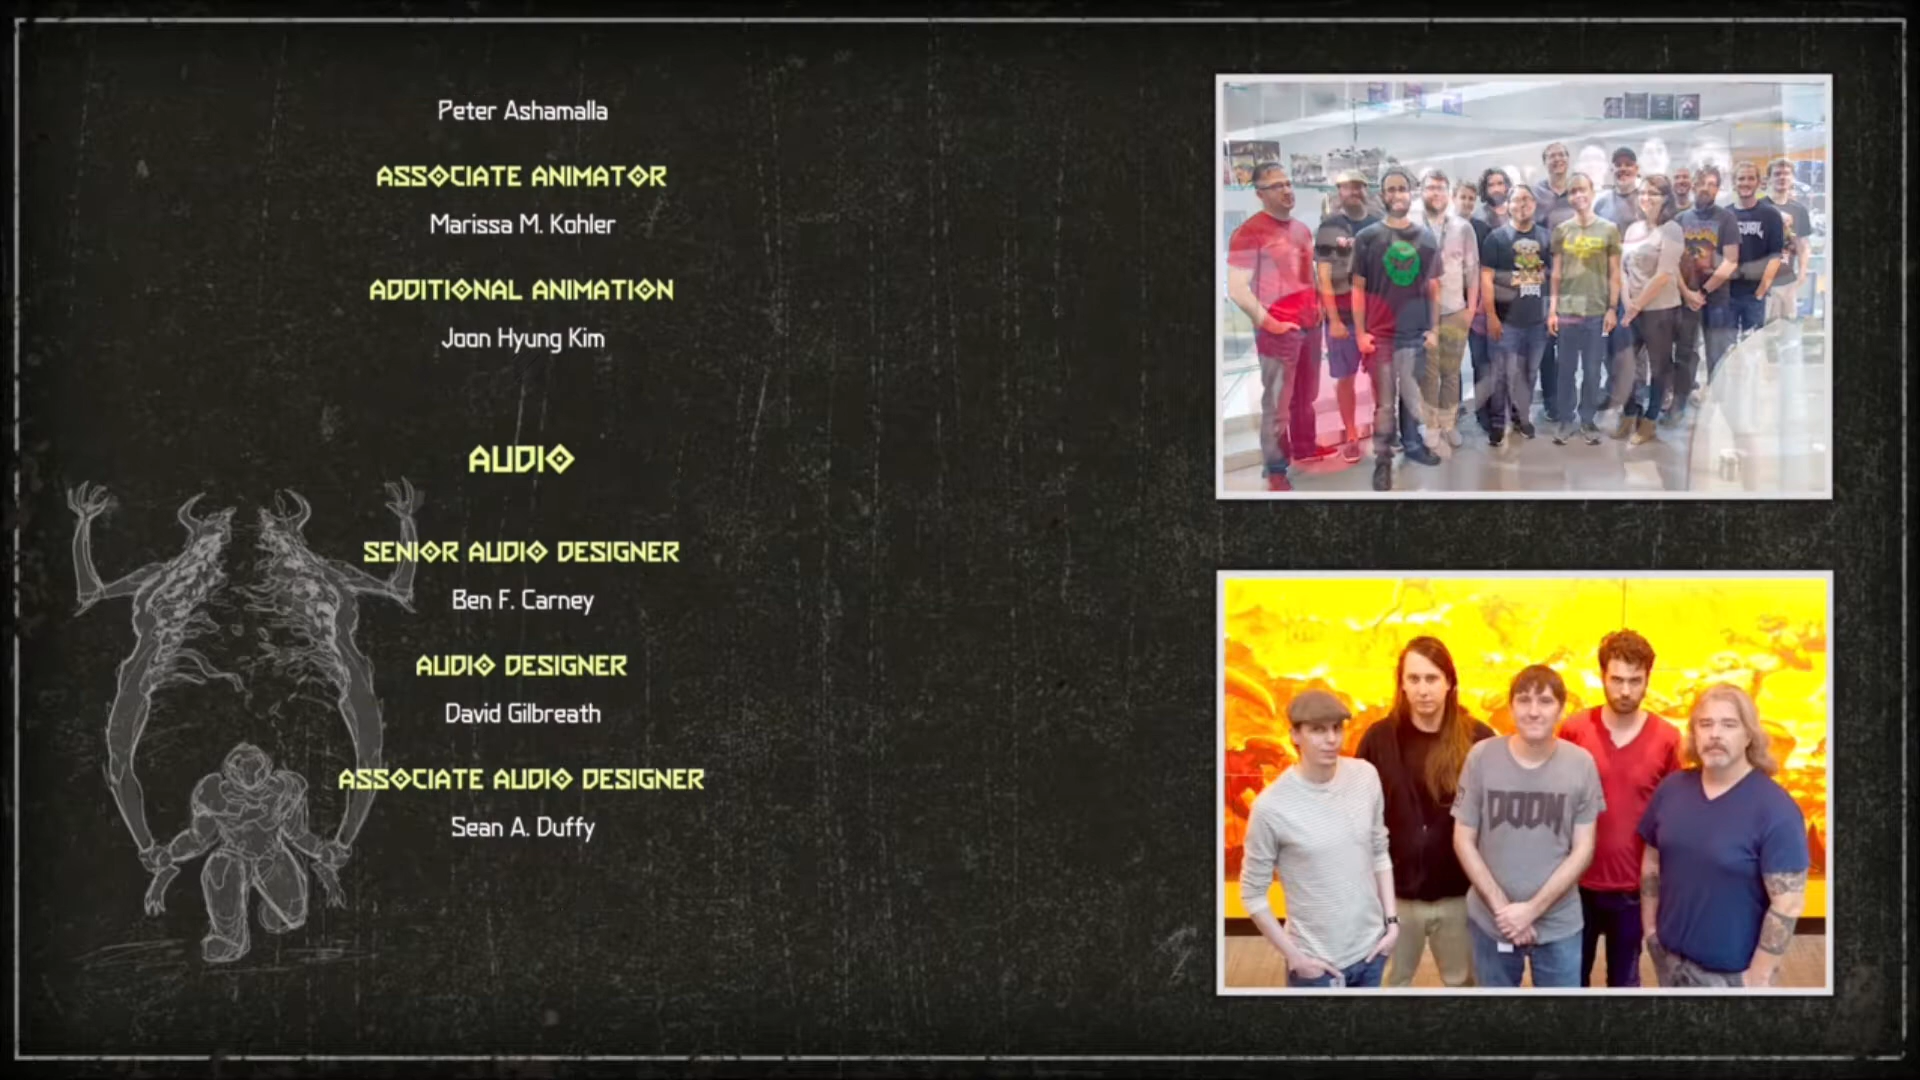 Peter Ashamalla
ASSOCIATE ANIMATOR
Marissa M. Kohler
ADDITIONAL ANIMATION
Joon Hyung Kim
AUDIO
SENIOR AUDIO DESIGNER
Ben F. Carney
AUDIO DESIGNER
David Gilbreath
ASSOCIATE AUDIO DESIGNER
Sean A. Duffy
DOOM
DOOM